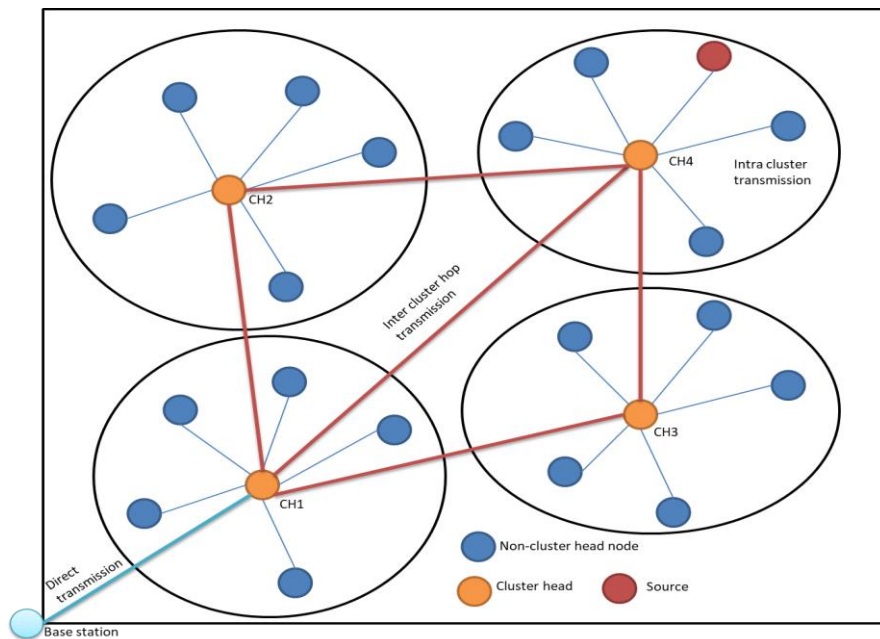 CH2
CH4
Intra cluster
transmission
Inter cluster hop
transmission
CH3
CH1
Direct
transmission
Non-cluster head node
Cluster head
Source
Base station